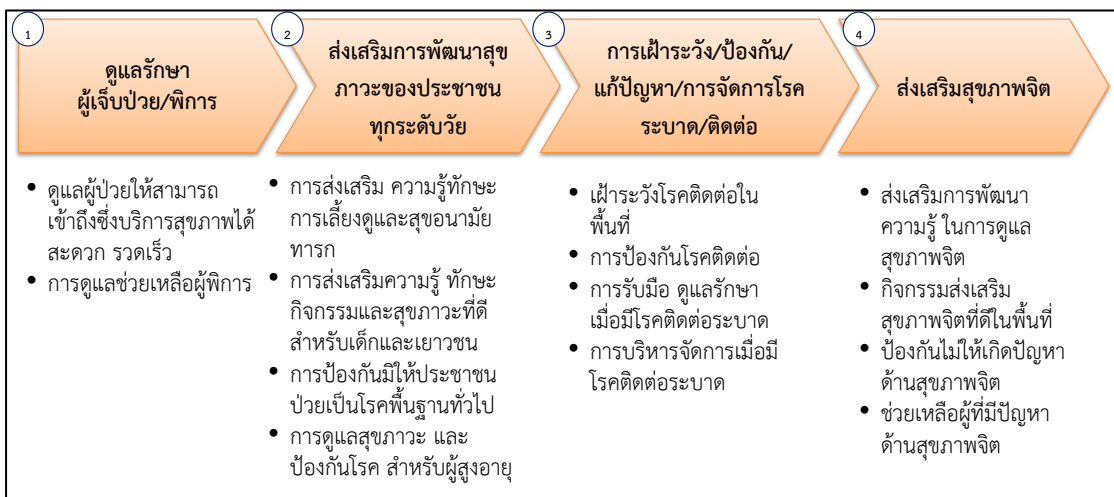 1
ดูแลรักษา
ผู้เจ็บป่วย/พิการ
2
ส่งเสริมการพัฒนาสุข
ภาวะของประชาชน
ทุกระดับวัย
3
การเฝ้าระวัง/ป้องกัน/
แก้ปัญหา/การจัดการโรค
ระบาด/ติดต่อ
4
ส่งเสริมสุขภาพจิต
• ดูแลผู้ป่วยให้สามารถ
เข้าถึงซึ่งบริการสุขภาพได้
สะดวก รวดเร็ว
• การดูแลช่วยเหลือผู้พิการ
• การส่งเสริม ความรู้ทักษะ
การเลี้ยงดูและสุขอนามัย
ทารก
• การส่งเสริมความรู้ ทักษะ
กิจกรรมและสุขภาวะที่ดี
สำหรับเด็กและเยาวชน
• การป้องกันมิให้ประชาชน
ป่วยเป็นโรคพื้นฐานทั่วไป
• การดูแลสุขภาวะ และ
ป้องกันโรค สำหรับผู้สูงอายุ
• เฝ้าระวังโรคติดต่อใน
พื้นที่
• การป้องกันโรคติดต่อ
• การรับมือ ดูแลรักษา
เมื่อมีโรคติดต่อระบาด
• การบริหารจัดการเมื่อมี
โรคติดต่อระบาด
• ส่งเสริมการพัฒนา
ความรู้ ในการดูแล
สุขภาพจิต
• กิจกรรมส่งเสริม
สุขภาพจิตที่ดีในพื้นที่
• ป้องกันไม่ให้เกิดปัญหา
ด้านสุขภาพจิต
• ช่วยเหลือผู้ที่มีปัญหา
ด้านสุขภาพจิต